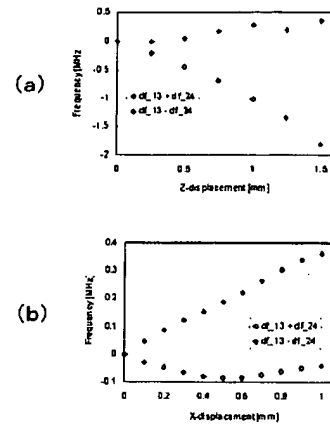 (a)
Frequency[MHz
0.5
0
-0.5
-1
-1.5
-2
df_13 + df_24
df_13 - df_24
0
0.5
1
1.5
Z-displacement[mm]
(b)
Frequency[MHz]
0.4
0.3
0.2
0.1
0
-0.1
df_13 + df_24
df_13 - df_24
0
0.2
0.4
0.6
0.8
1
X-displacement[mm]